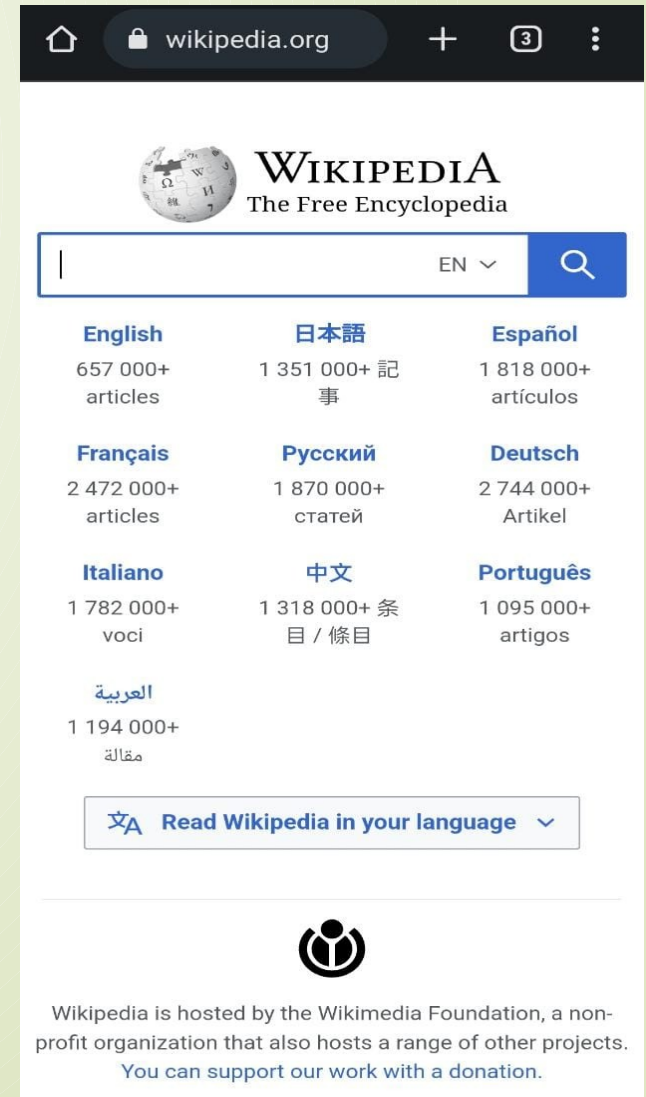 wikipedia.org
3
WIKIPEDIA
The Free Encyclopedia
EN
English
657 000+
articles
日本語
1 351 000+ 記
事
Español
1 818 000+
artículos
Français
2 472 000+
articles
Русский
1 870 000+
статей
Deutsch
2 744 000+
Artikel
Italiano
1 782 000+
voci
中文
1 318 000+ 条
目 / 條目
Português
1 095 000+
artigos
العربية
1 194 000+
مقالة
Read Wikipedia in your language
Wikipedia is hosted by the Wikimedia Foundation, a non-
profit organization that also hosts a range of other projects.
You can support our work with a donation.